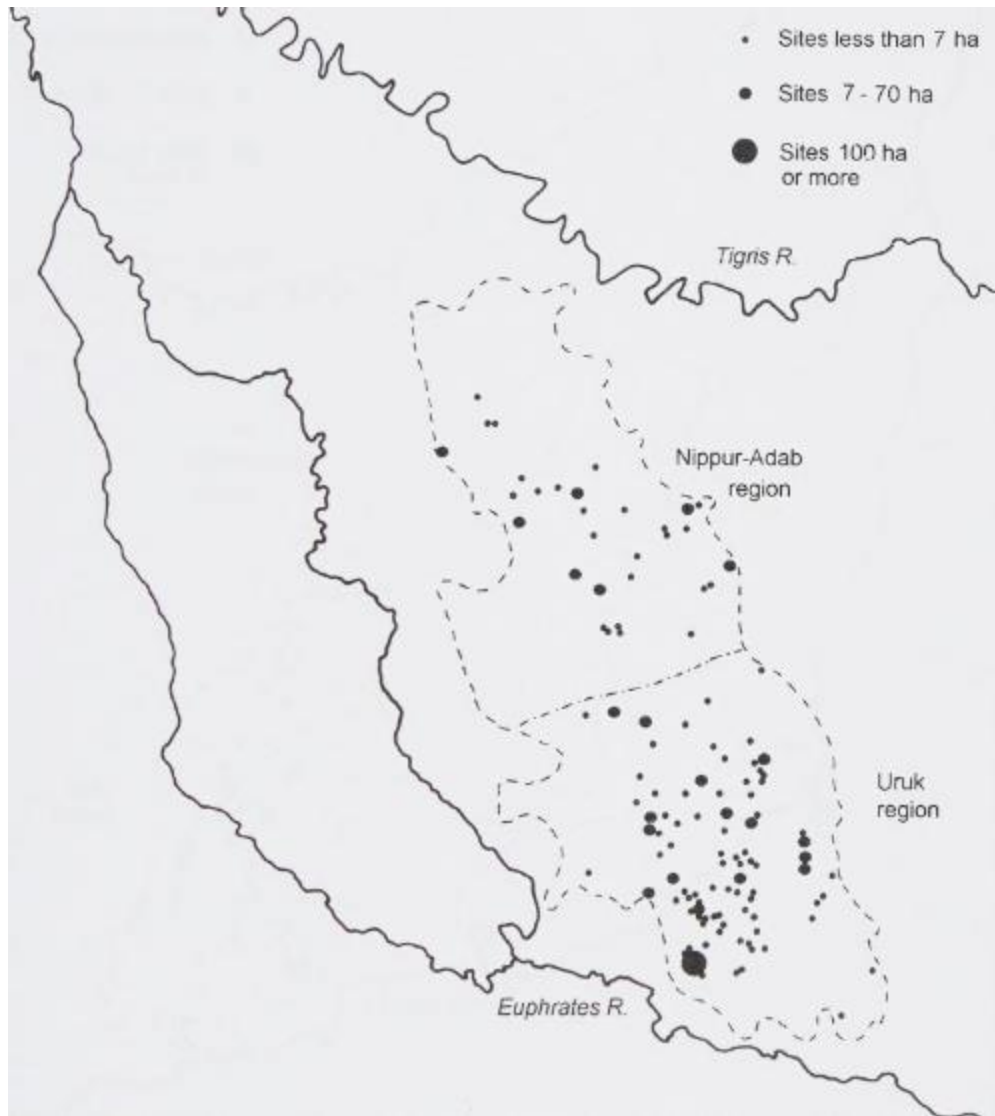 Sites less than 7 ha
Sites 7 - 70 ha
Sites 100 ha
or more
Tigris R.
Nippur-Adab
region
Uruk
region
Euphrates R.